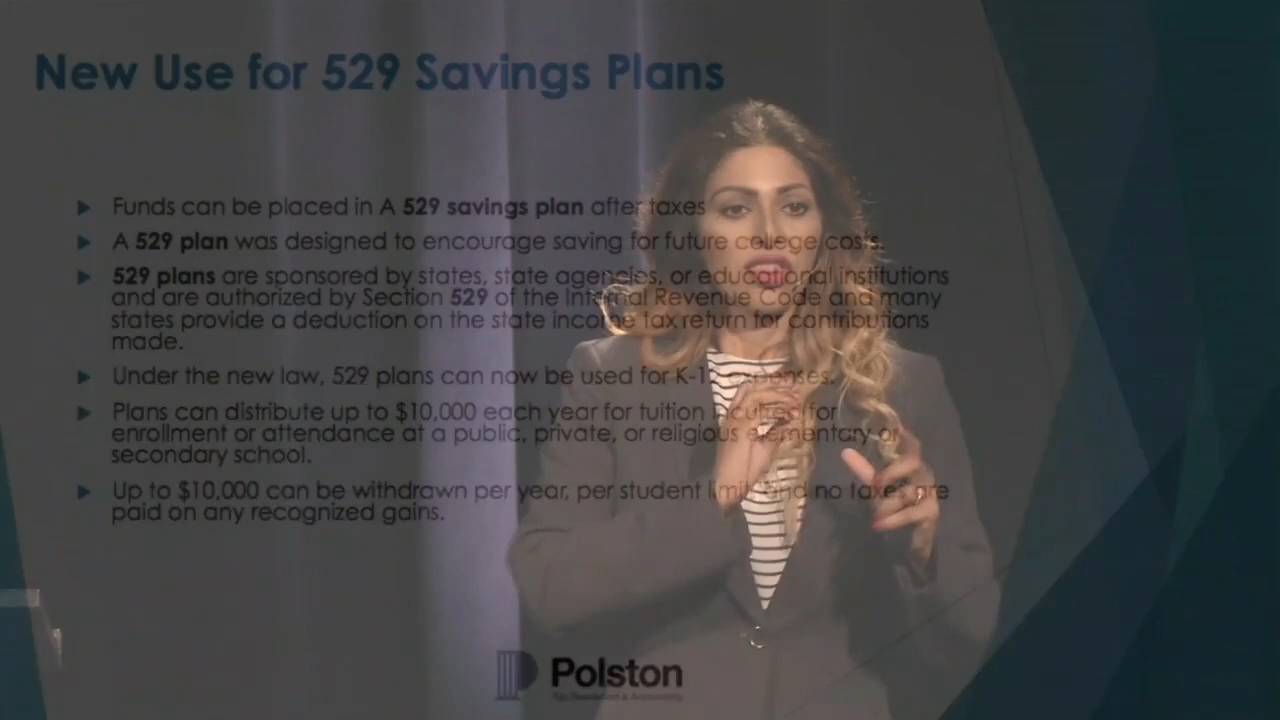 New Use for 529 Savings Plans
Funds can be placed in A 529 savings plan after taxes
A 529 plan was designed to encourage saving for future college costs.
529 plans are sponsored by states, state agencies, or educational institutions
and are authorized by Section 529 of the Internal Revenue Code and many
states provide a deduction on the state income tax return for contributions
made.
Under the new law, 529 plans can now be used for K-12 expenses.
Plans can distribute up to $10,000 each year for tuition incurred for
enrollment or attendance at a public, private, or religious elementary or
secondary school.
Up to $10,000 can be withdrawn per year, per student limit and no taxes are
paid on any recognized gains.
Polston
Tax Resolution & Accounting